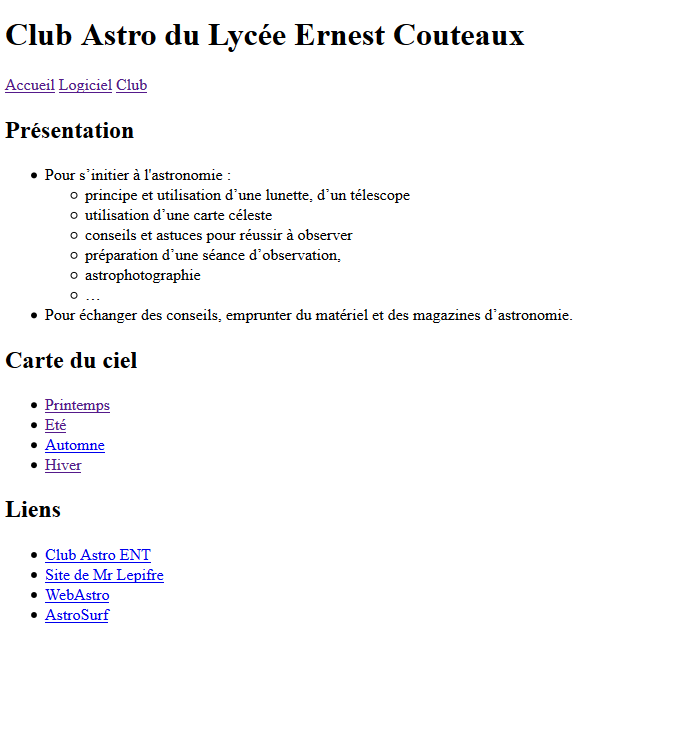 Club Astro du Lycée Ernest Couteaux
Accueil Logiciel Club
Présentation
Pour s’initier à l'astronomie :
principe et utilisation d’une lunette, d’un télescope
utilisation d’une carte céleste
conseils et astuces pour réussir à observer
préparation d’une séance d’observation,
astrophotographie
…
Pour échanger des conseils, emprunter du matériel et des magazines d’astronomie.
Carte du ciel
Printemps
Eté
Automne
Hiver
Liens
Club Astro ENT
Site de Mr Lepifre
WebAstro
AstroSurf